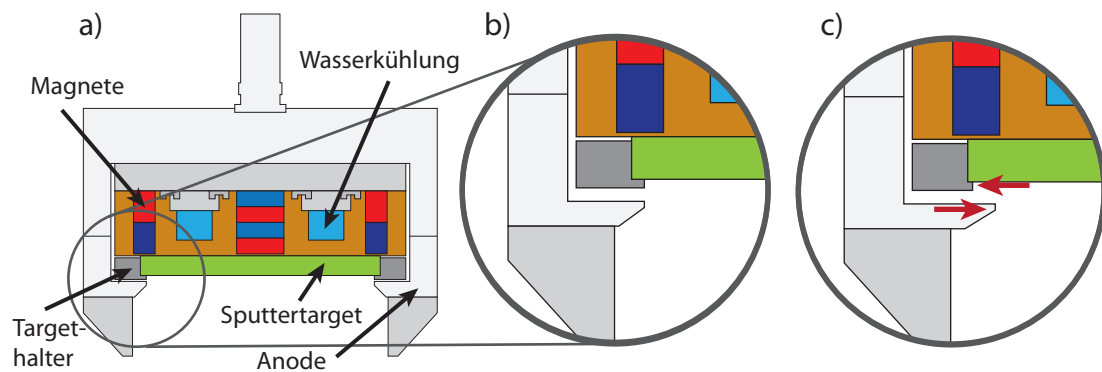 a)
b)
c)
Wasserkühlung
Magnete
Sputtertarget
Target-
halter
Anode